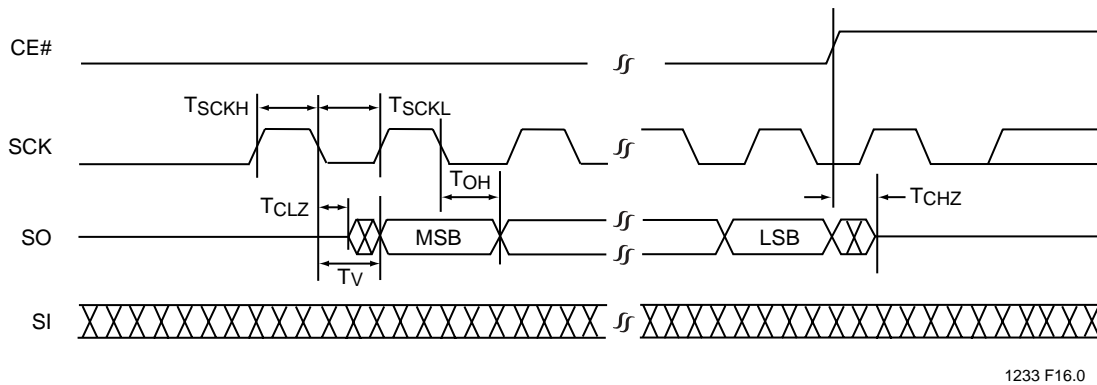 CE#
TSCKH
TSCKL
SCK
TOH
TCLZ
TCHZ
SO
MSB
LSB
TV
SI
1233 F16.0